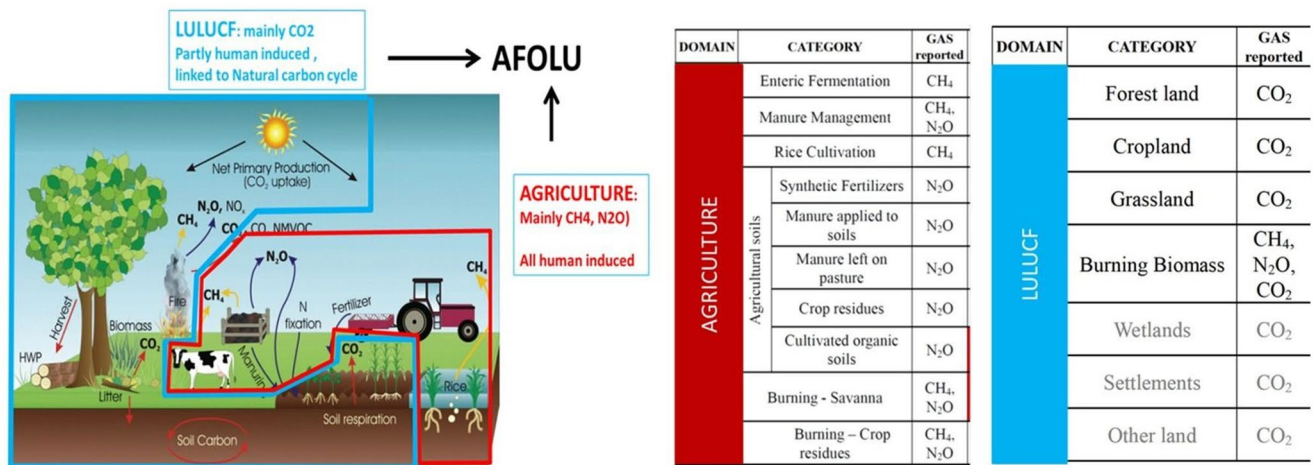 LULUCF: mainly CO2
Partly human induced ,
linked to Natural carbon cycle
AFOLU
AGRICULTURE:
Mainly CH4, N2O)
All human induced
Net Primary Production
(CO₂ uptake)
N₂O, NOₓ
CH₄
CO, NMVOC
Fire
N₂O
CH₄
CH₄
N
fixation
Fertilizer
Harvest
Biomass
CO₂
HWP
Litter
Manuring
CO₂
Rice
Soil respiration
Soil Carbon
DOMAIN CATEGORY GAS
reported
AGRICULTURE
Enteric Fermentation CH₄
Manure Management CH₄,
N₂O
Rice Cultivation CH₄
Agricultural soils
Synthetic Fertilizers N₂O
Manure applied to
soils N₂O
Manure left on
pasture N₂O
Crop residues N₂O
Cultivated organic
soils N₂O
Burning - Savanna CH₄,
N₂O
Burning – Crop
residues CH₄,
N₂O
DOMAIN CATEGORY GAS
reported
LULUCF
Forest land CO₂
Cropland CO₂
Grassland CO₂
Burning Biomass CH₄,
N₂O,
CO₂
Wetlands CO₂
Settlements CO₂
Other land CO₂